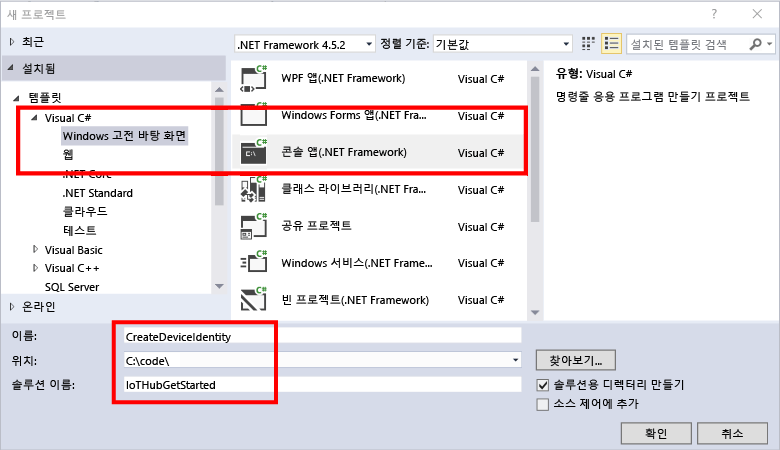 새 프로젝트
최근
.NET Framework 4.5.2
정렬 기준:
기본값
설치된 템플릿 검색
설치됨
템플릿
Visual C#
Windows 고전 바탕 화면
웹
.NET Core
.NET Standard
클라우드
테스트
Visual Basic
Visual C++
SQL Server
온라인
C#
WPF 앱(.NET Framework)
Visual C#
C#
Windows Forms 앱(.NET Fra...
Visual C#
C#
C:\
콘솔 앱(.NET Framework)
Visual C#
C#
클래스 라이브러리(.NET Fra...
Visual C#
C#
공유 프로젝트
Visual C#
C#
Windows 서비스(.NET Frame...
Visual C#
C#
빈 프로젝트(.NET Framework)
Visual C#
유형: Visual C#
명령줄 응용 프로그램 만들기 프로젝트
이름:
CreateDeviceIdentity
위치:
C:\code\
찾아보기...
솔루션 이름:
IoTHubGetStarted
솔루션용 디렉터리 만들기
소스 제어에 추가
확인
취소